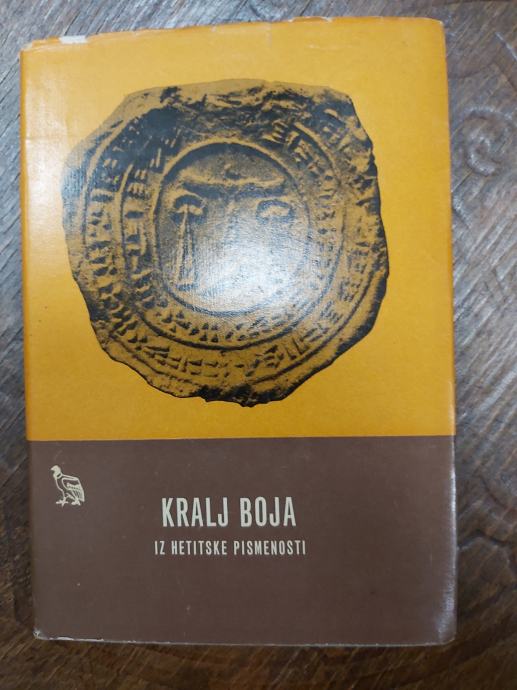 KRALJ BOJA
IZ HETITSKE PISMENOSTI